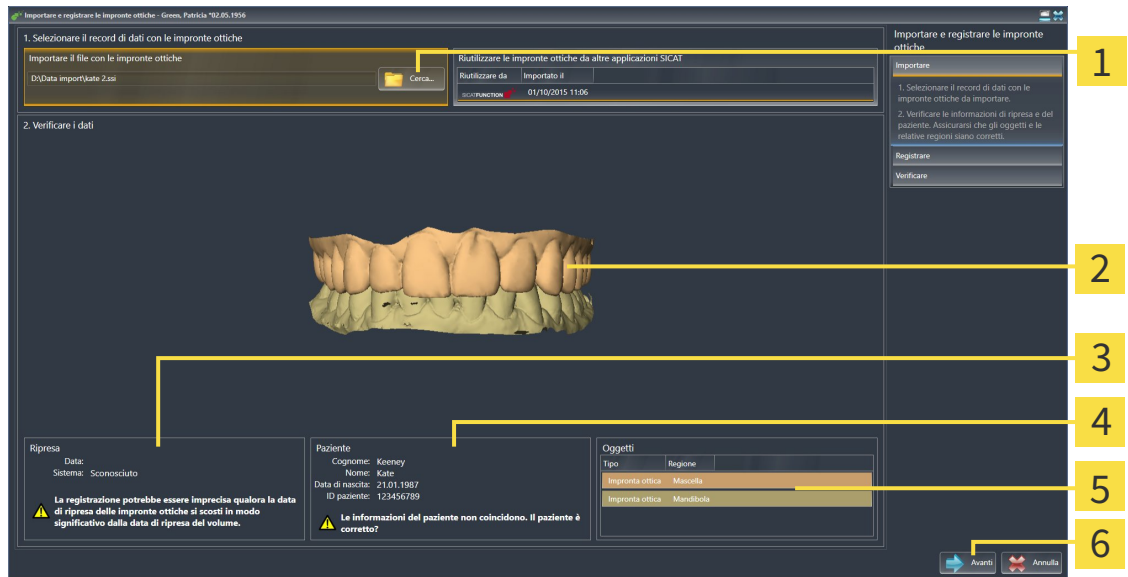 Importare e registrare le impronte ottiche - Green, Patricia *02.05.1956
1. Selezionare il record di dati con le impronte ottiche
Importare il file con le impronte ottiche
D:\Data import\kate 2.ssi
Cerca...
Riutilizzare le impronte ottiche da altre applicazioni SICAT
Riutilizzare da Importato il
SICATFUNCTION 01/10/2015 11:06
2. Verificare i dati
Ripresa
Data:
Sistema: Sconosciuto
La registrazione potrebbe essere imprecisa qualora la data
di ripresa delle impronte ottiche si scosti in modo
significativo dalla data di ripresa del volume.
Paziente
Cognome: Keeney
Nome: Kate
Data di nascita: 21.01.1987
ID paziente: 123456789
Le informazioni del paziente non coincidono. Il paziente è
corretto?
Oggetti
Tipo Regione
Impronta ottica Mascella
Impronta ottica Mandibola
Importare e registrare le impronte
ottiche
Importare
1. Selezionare il record di dati con le
impronte ottiche da importare.
2. Verificare le informazioni di ripresa e del
paziente. Assicurarsi che gli oggetti e le
relative regioni siano corretti.
Registrare
Verificare
Avanti
Annulla
1
2
3
4
5
6